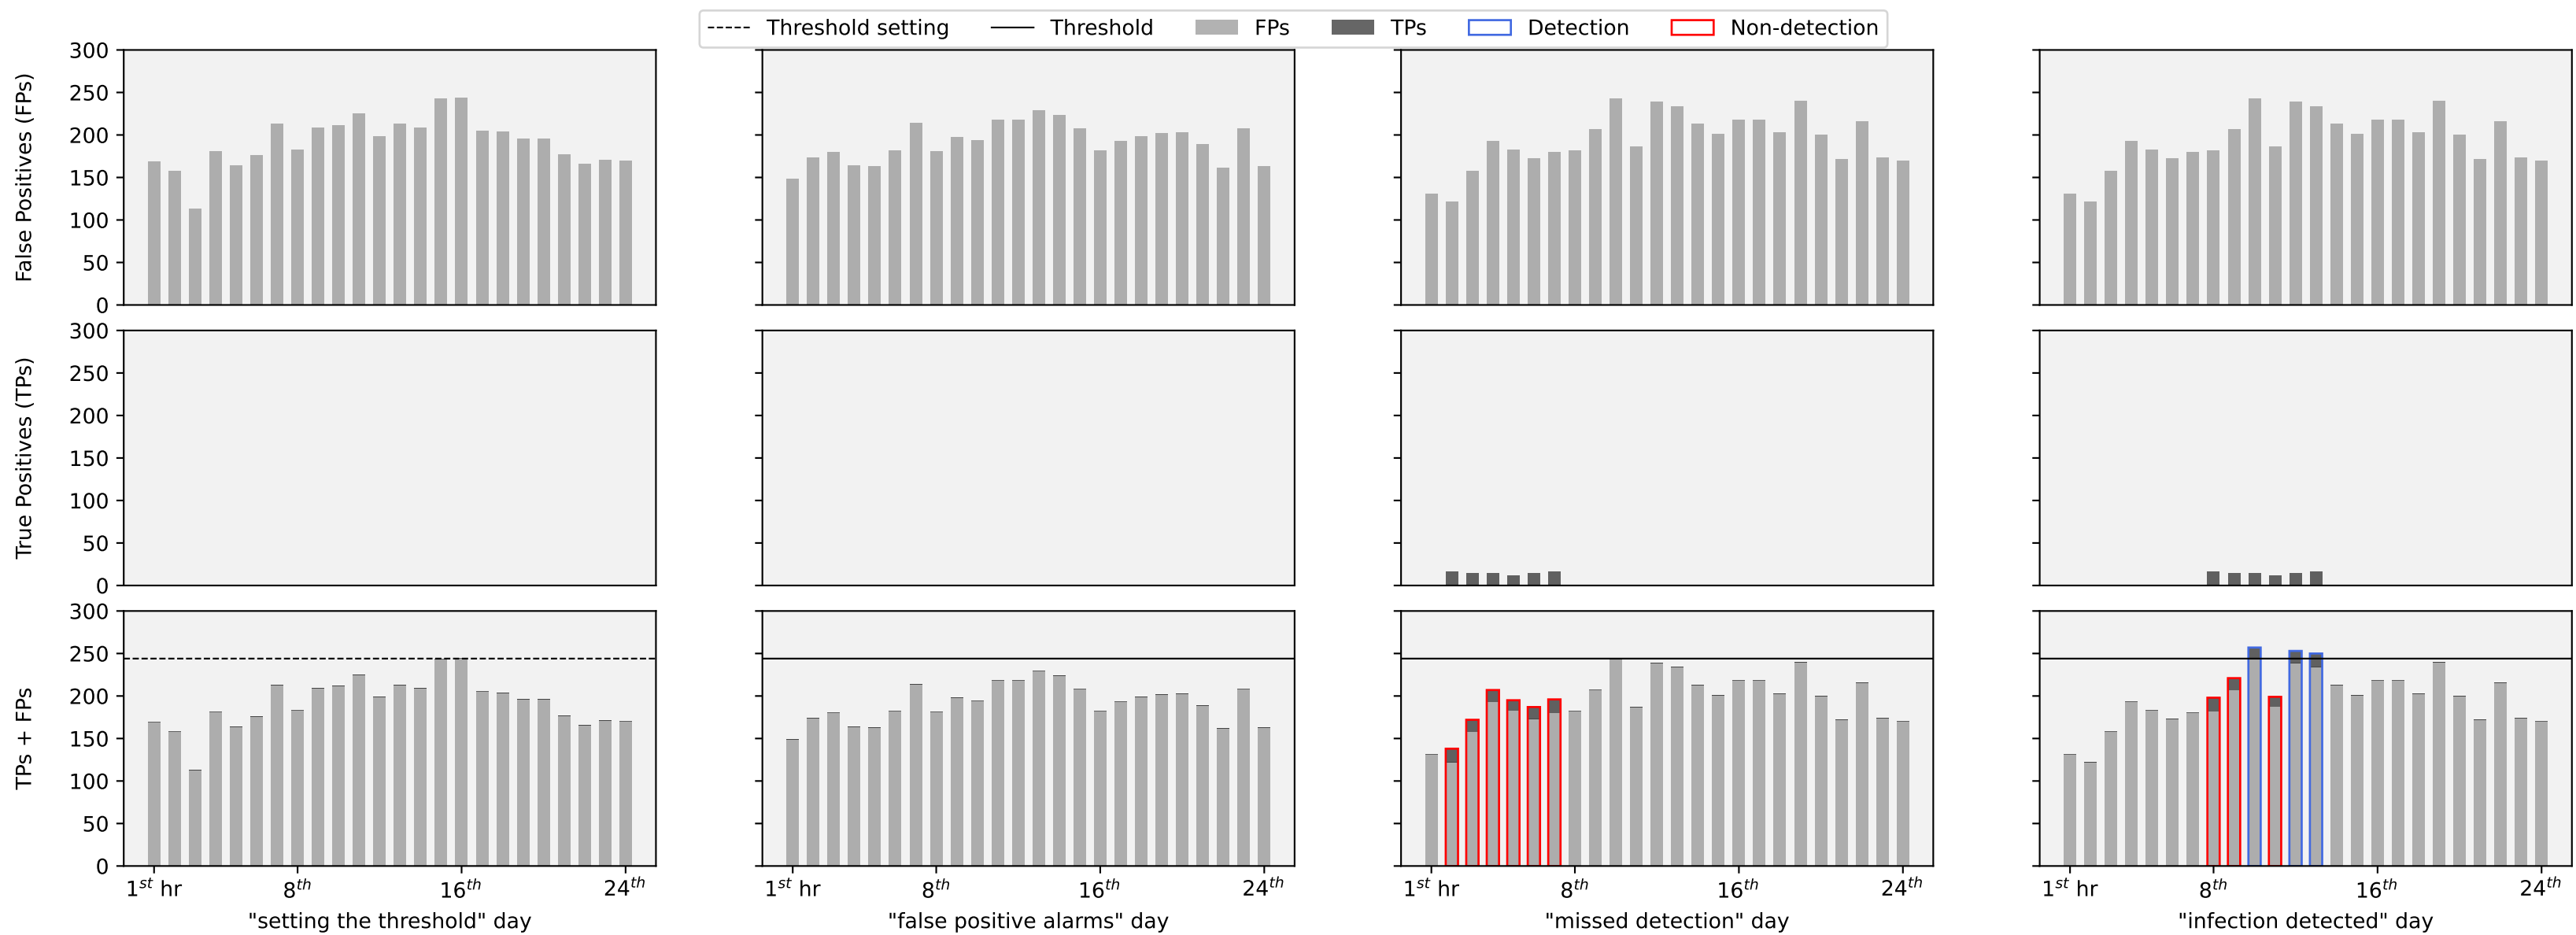 Threshold setting Threshold FPs TPs Detection Non-detection
False Positives (FPs)
300
250
200
150
100
50
0
True Positives (TPs)
300
250
200
150
100
50
0
TPs + FPs
300
250
200
150
100
50
0
1st hr 8th 16th 24th
1st hr 8th 16th 24th
1st hr 8th 16th 24th
1st hr 8th 16th 24th
"setting the threshold" day
"false positive alarms" day
"missed detection" day
"infection detected" day